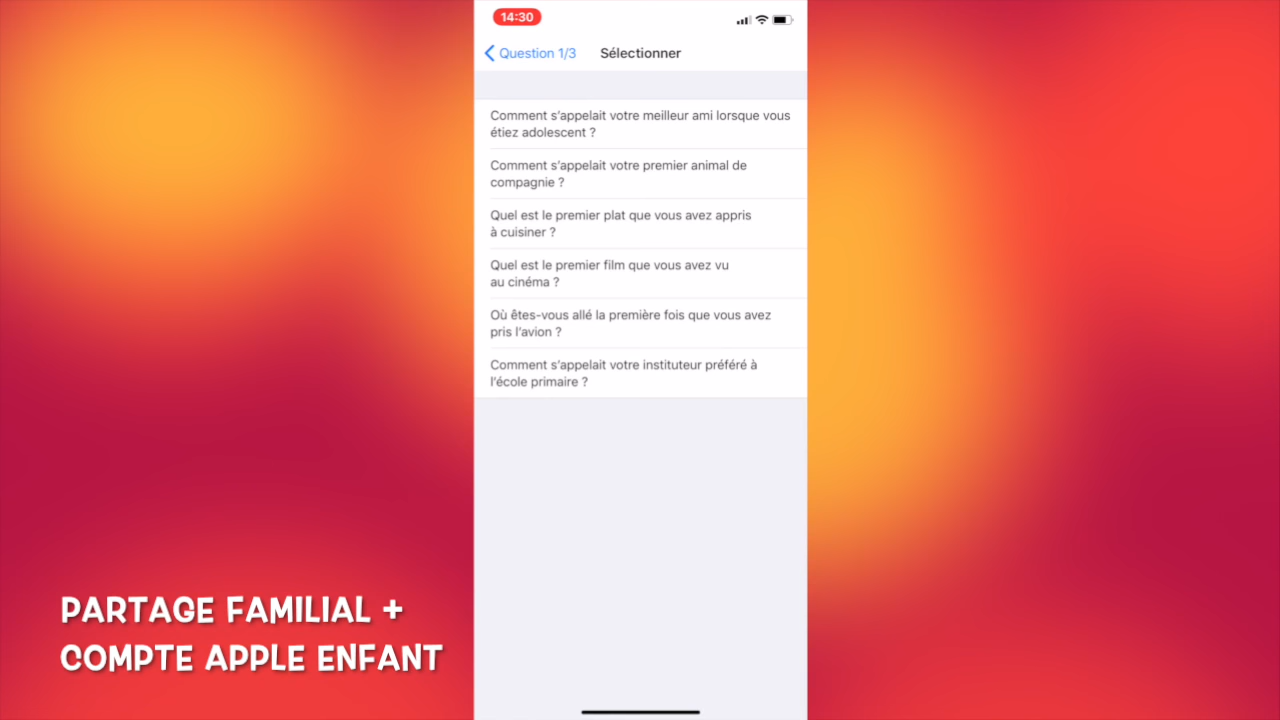 14:30
Question 1/3 Sélectionner
Comment s'appelait votre meilleur ami lorsque vous
étiez adolescent ?
Comment s'appelait votre premier animal de
compagnie ?
Quel est le premier plat que vous avez appris
à cuisiner ?
Quel est le premier film que vous avez vu
au cinéma ?
Où êtes-vous allé la première fois que vous avez
pris l'avion ?
Comment s'appelait votre instituteur préféré à
l'école primaire ?
PARTAGE FAMILIAL +
COMPTE APPLE ENFANT